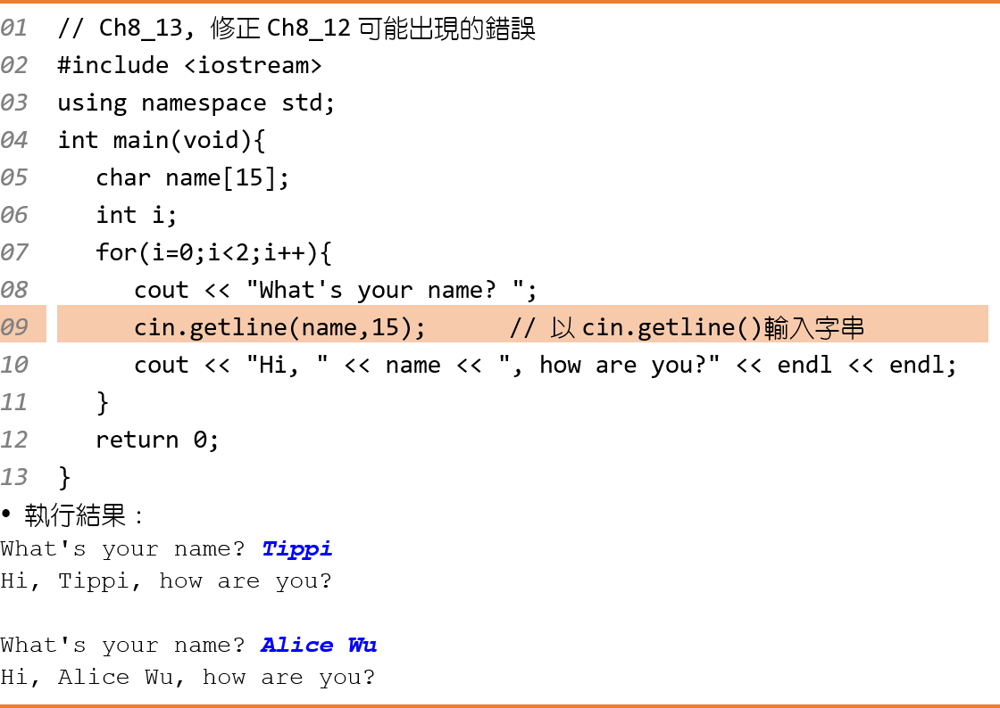 01 // Ch8_13, 修正 Ch8_12 可能出現的錯誤
02 #include <iostream>
03 using namespace std;
04 int main(void){
05 char name[15];
06 int i;
07 for(i=0;i<2;i++){
08 cout << "What's your name? ";
09 cin.getline(name,15); // 以 cin.getline()輸入字串
10 cout << "Hi, " << name << ", how are you?" << endl << endl;
11 }
12 return 0;
13 }
• 執行結果：
What's your name? Tippi
Hi, Tippi, how are you?
What's your name? Alice Wu
Hi, Alice Wu, how are you?